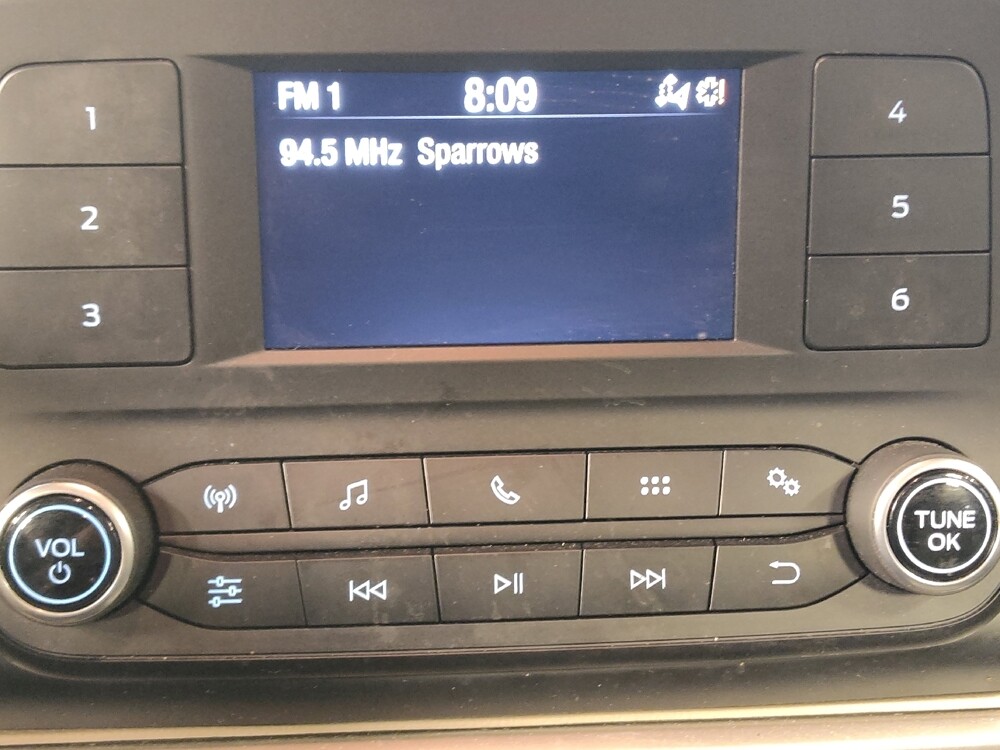 FM 1 8:09
94.5 MHz Sparrows
1
2
3
4
5
6
VOL
TUNE
OK